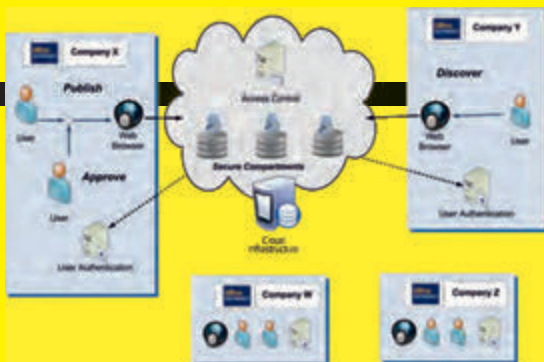 Company X
Publish
User
Web
Browser
Approve
User
User Authentication
Access Control
Secure Compartments
Cloud
Infrastructure
Company Y
Discover
Web
Browser
User
User Authentication
Company W
Company Z